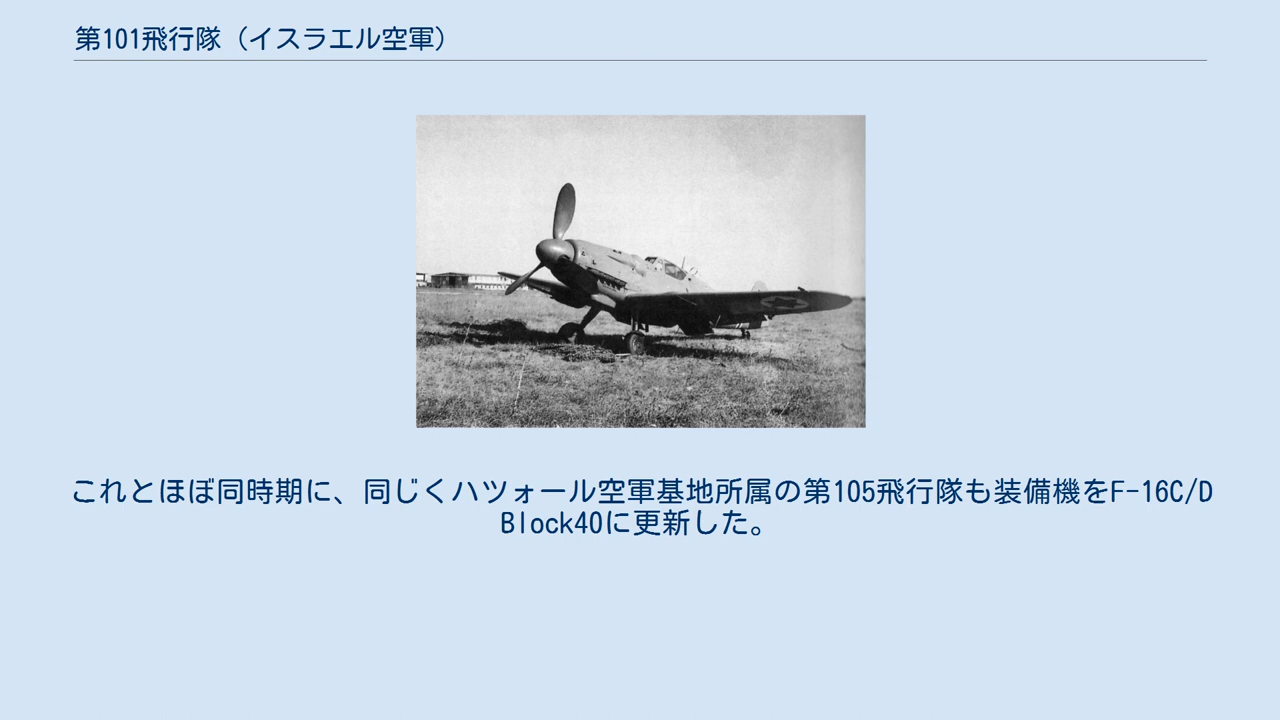 第101飛行隊（イスラエル空軍）
これとほぼ同時期に、同じくハツォール空軍基地所属の第105飛行隊も装備機をF-16C/D
Block40に更新した。